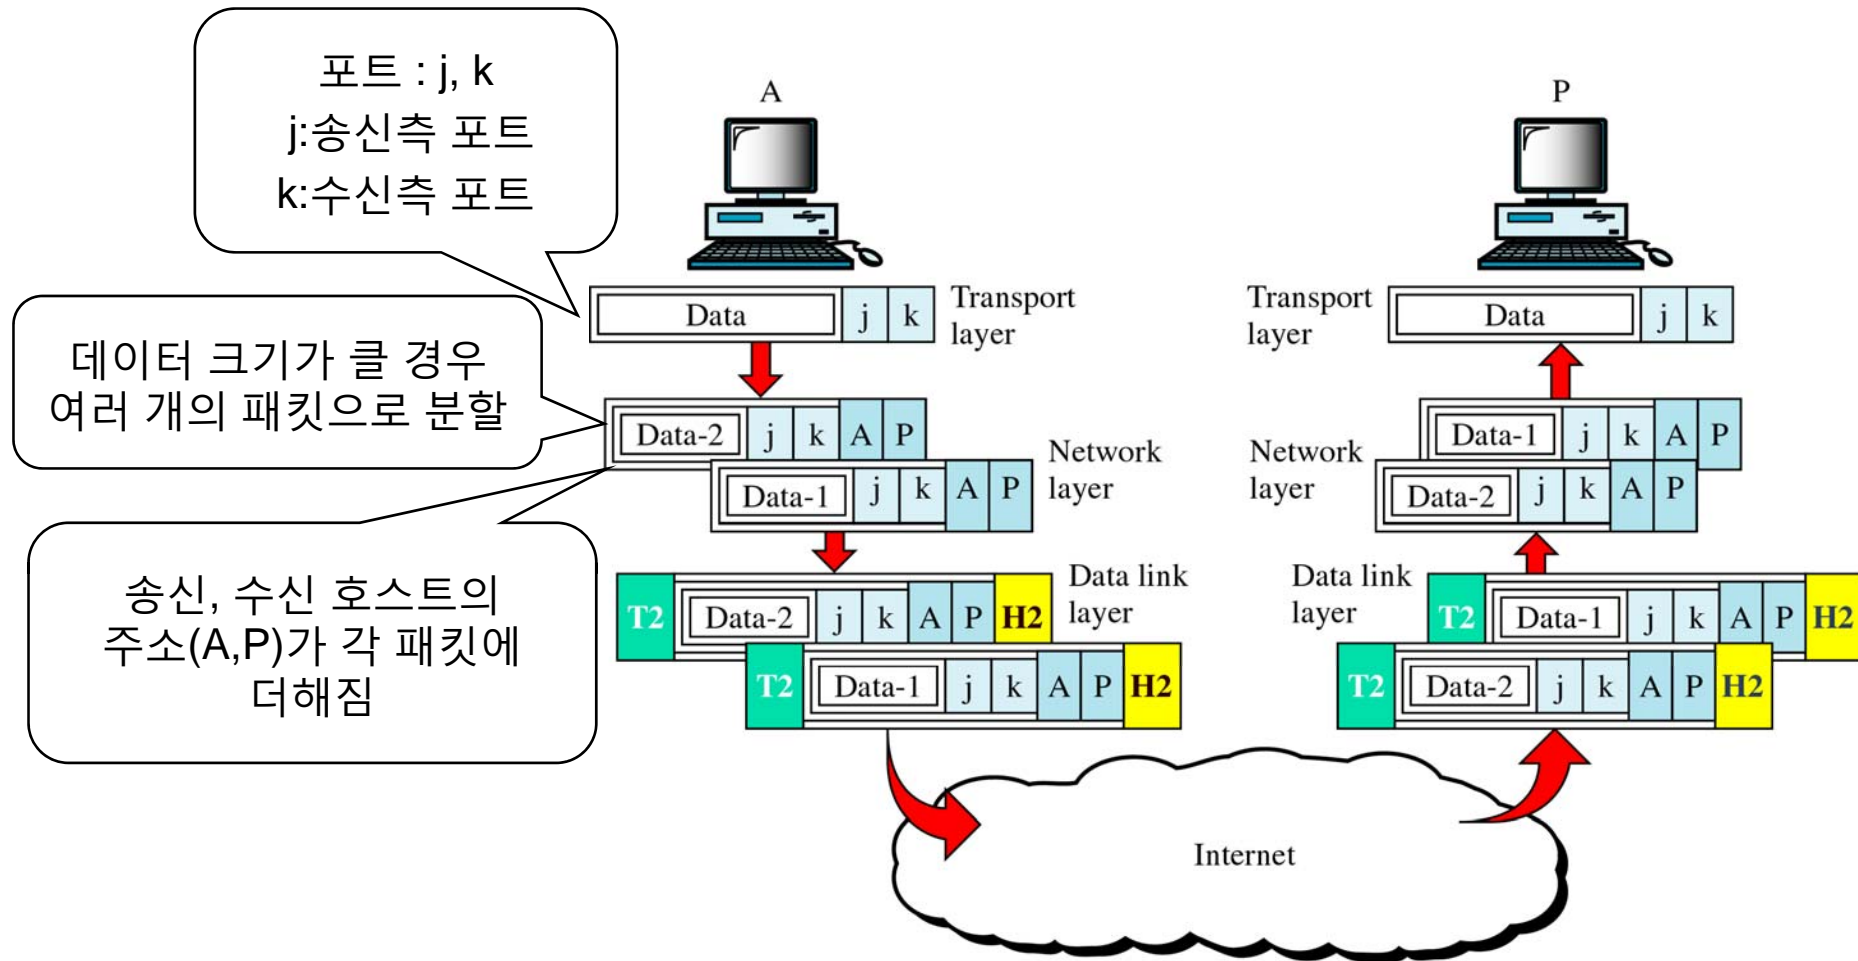 포트 : j, k
j:송신측 포트
k:수신측 포트
데이터 크기가 클 경우
여러 개의 패킷으로 분할
송신, 수신 호스트의
주소(A,P)가 각 패킷에
더해짐
A
Data j k
Transport
layer
Data-2 j k A P
Data-1 j k A P
Network
layer
T2 Data-2 j k A P H2
T2 Data-1 j k A P H2
Data link
layer
P
Transport
layer
Data j k
Network
layer
Data-1 j k A P
Data-2 j k A P
Data link
layer
T2 Data-1 j k A P H2
T2 Data-2 j k A P H2
Internet